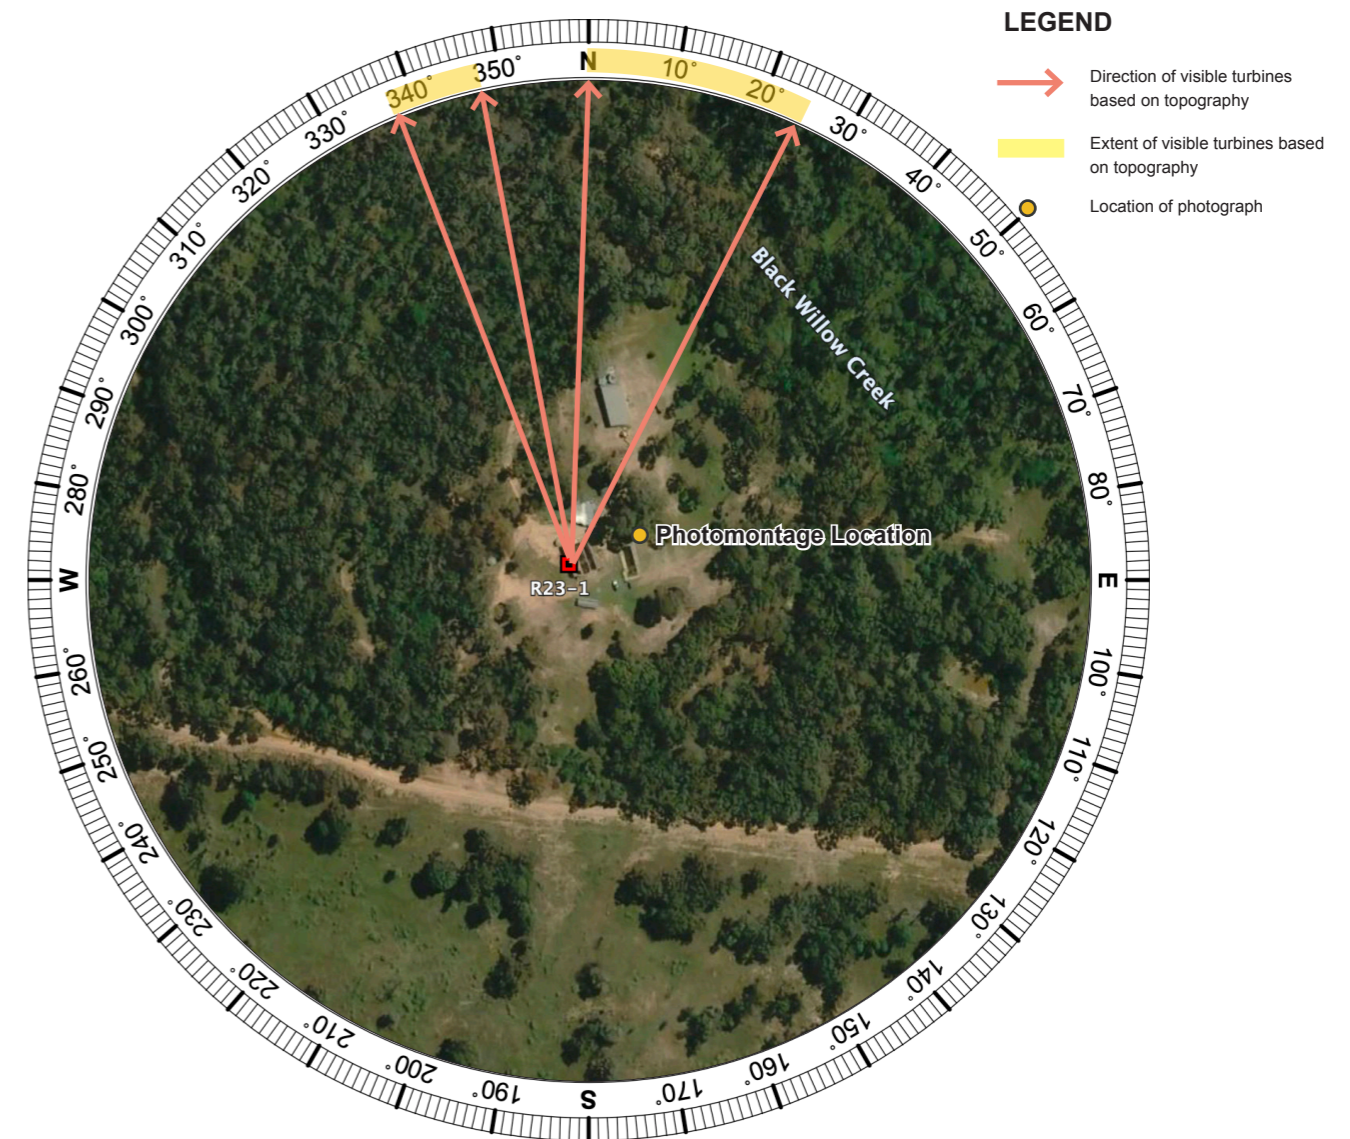 LEGEND
Direction of visible turbines
based on topography
Extent of visible turbines based
on topography
Location of photograph
N
10°
20°
30°
40°
50°
60°
70°
80°
E
100°
110°
120°
130°
140°
150°
160°
170°
S
190°
200°
210°
220°
230°
240°
250°
260°
W
280°
290°
300°
310°
320°
330°
340°
350°
Black Willow Creek
Photomontage Location
R23-1